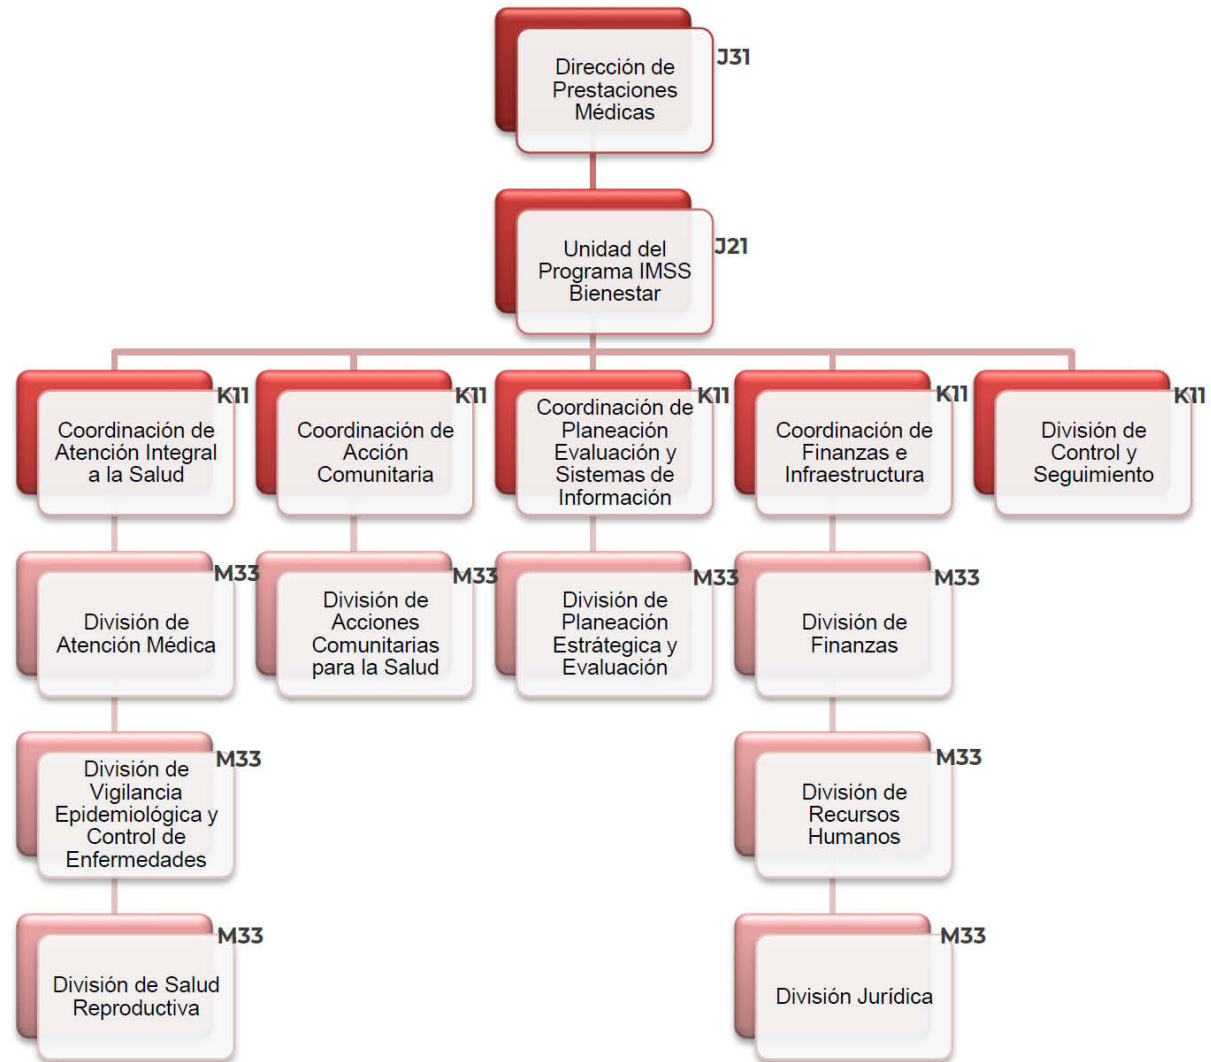 Dirección de
Prestaciones
Médicas
J31
Unidad del
Programa IMSS
Bienestar
J21
Coordinación de
Atención Integral
a la Salud
K11
Coordinación de
Acción
Comunitaria
K11
Coordinación de
Planeación
Evaluación y
Sistemas de
Información
K11
Coordinación de
Finanzas e
Infraestructura
K11
División de
Control y
Seguimiento
K11
División de
Atención Médica
M33
División de
Acciones
Comunitarias
para la Salud
M33
División de
Planeación
Estrátegica y
Evaluación
M33
División de
Finanzas
M33
División de
Vigilancia
Epidemiológica y
Control de
Enfermedades
M33
División de
Recursos
Humanos
M33
División de Salud
Reproductiva
M33
División Jurídica
M33